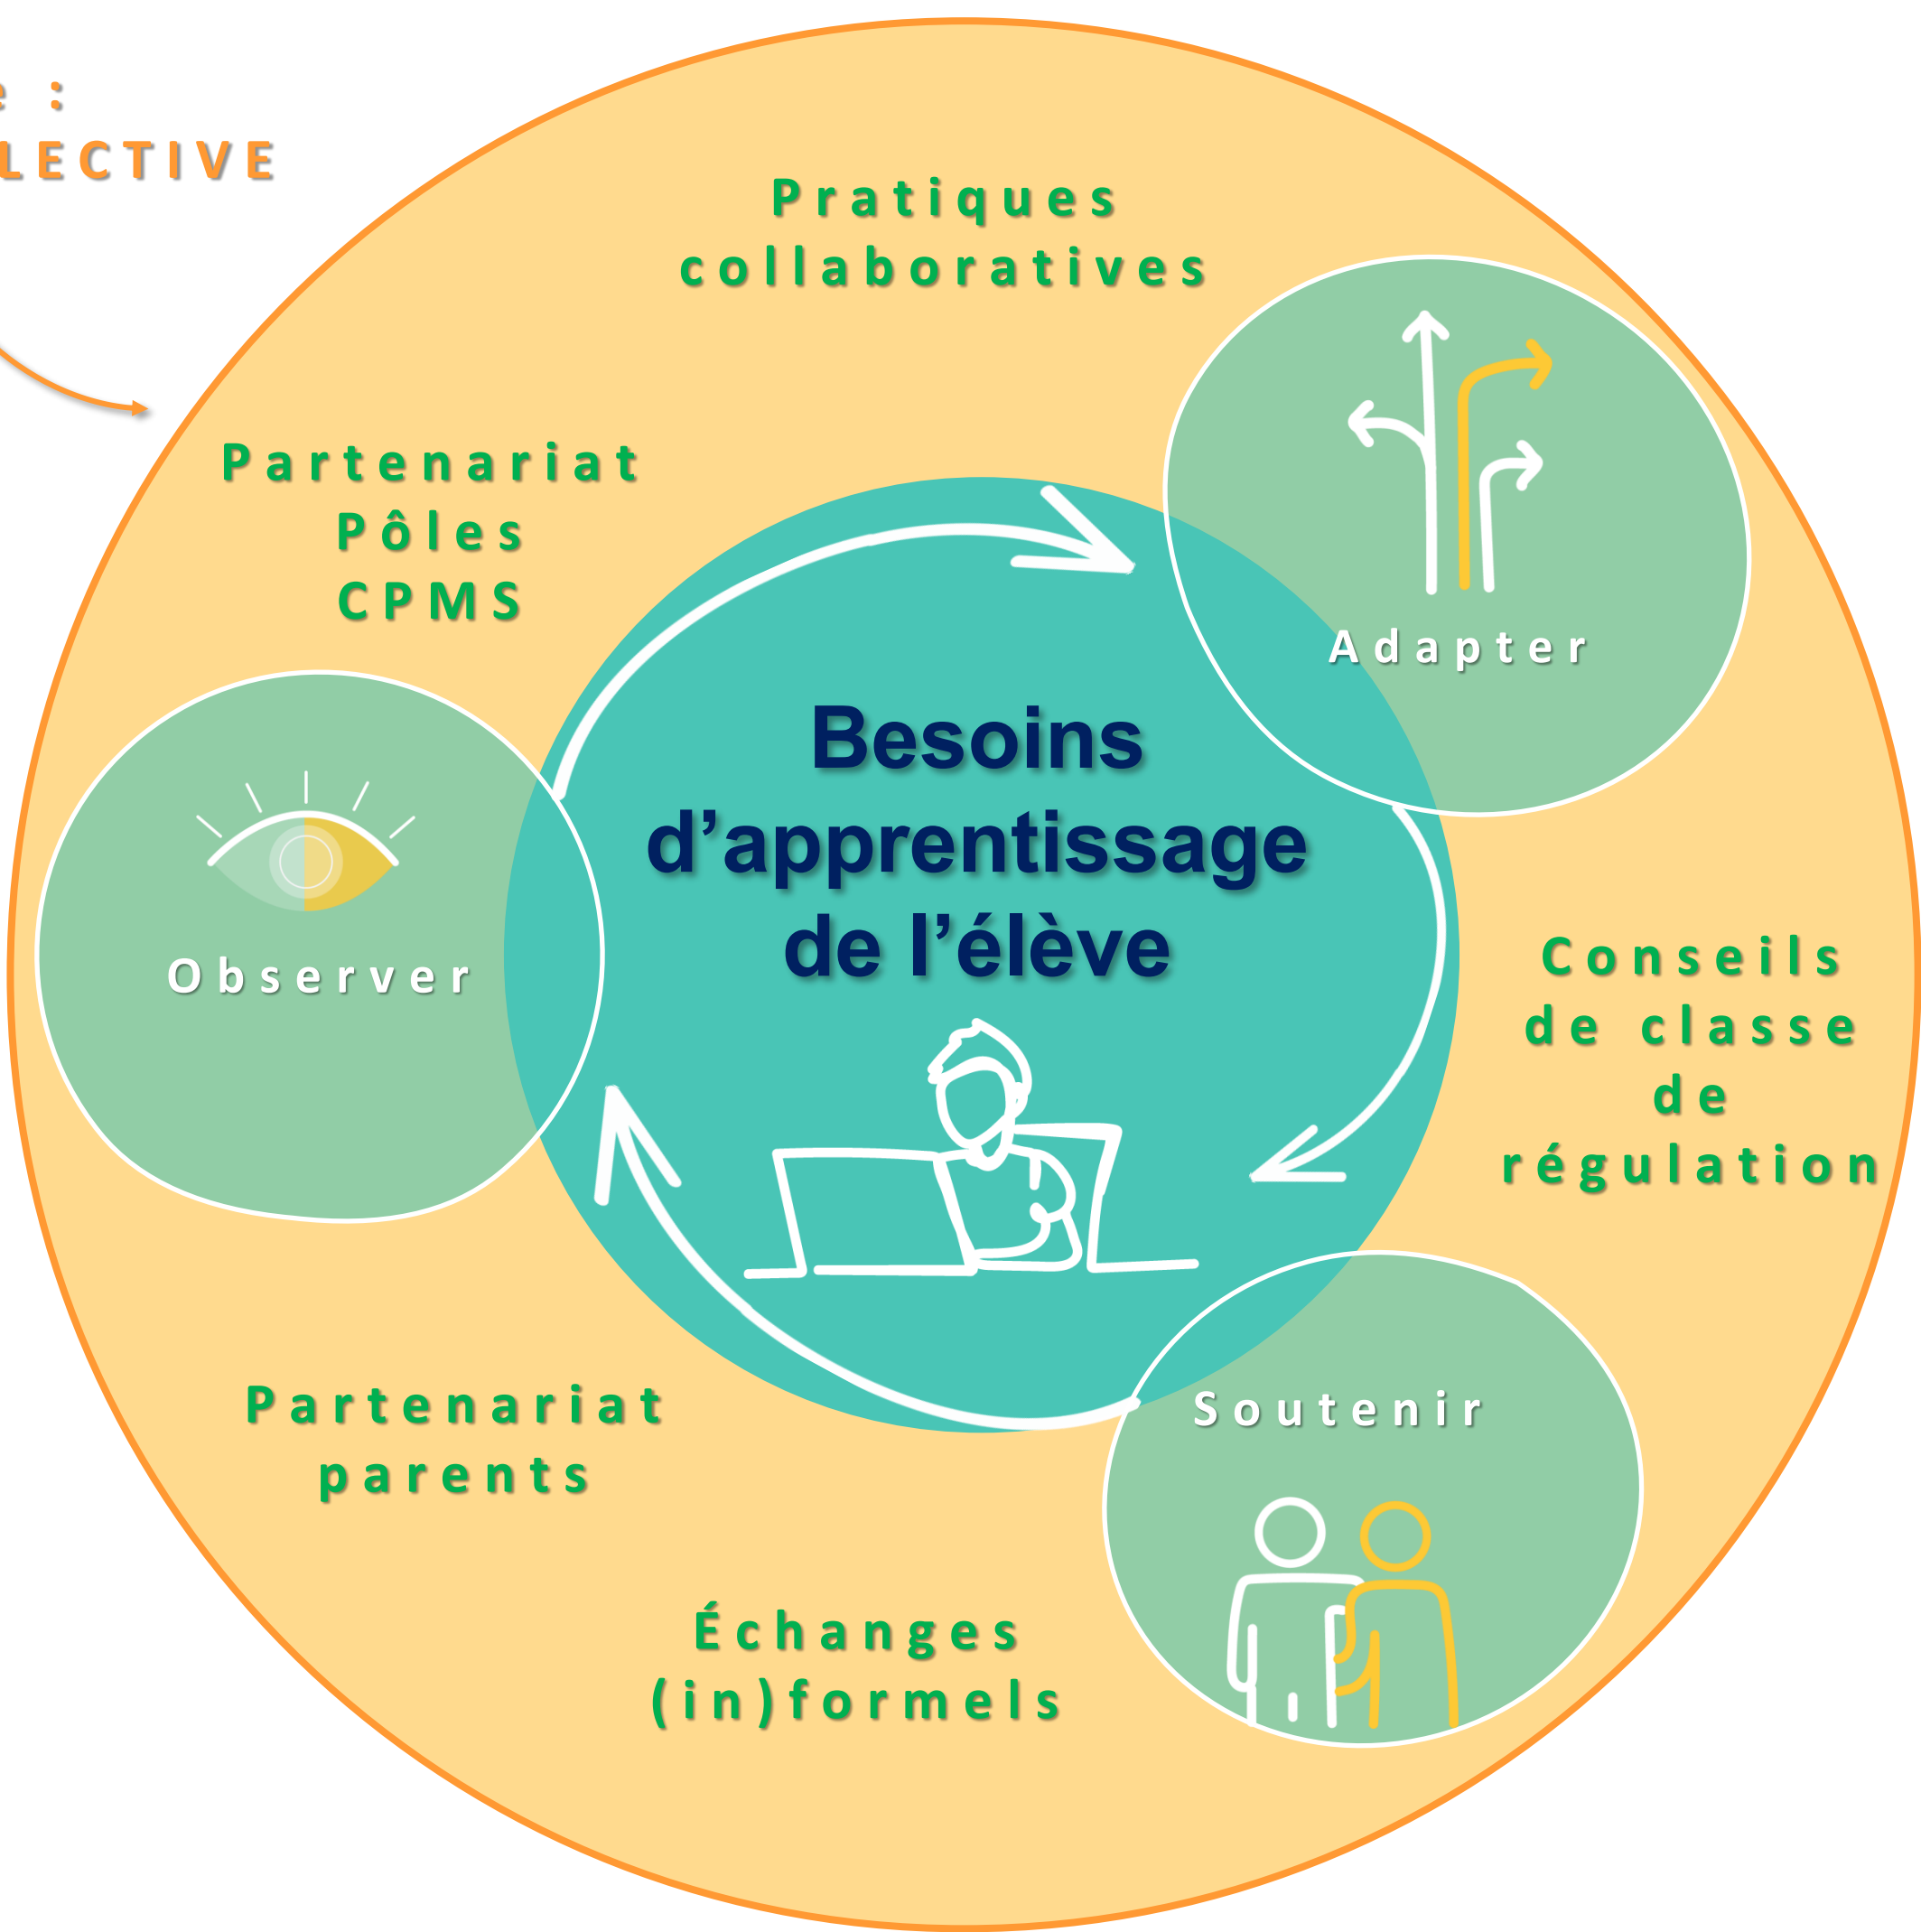 e :
LECTIVE
Pratiques
collaboratives
Partenariat
Pôles
CPMS
Adapter
Besoins
d’apprentissage
de l’élève
Observer
Conseils
de classe
de
régulation
Partenariat
parents
Soutenir
Échanges
(in)formels